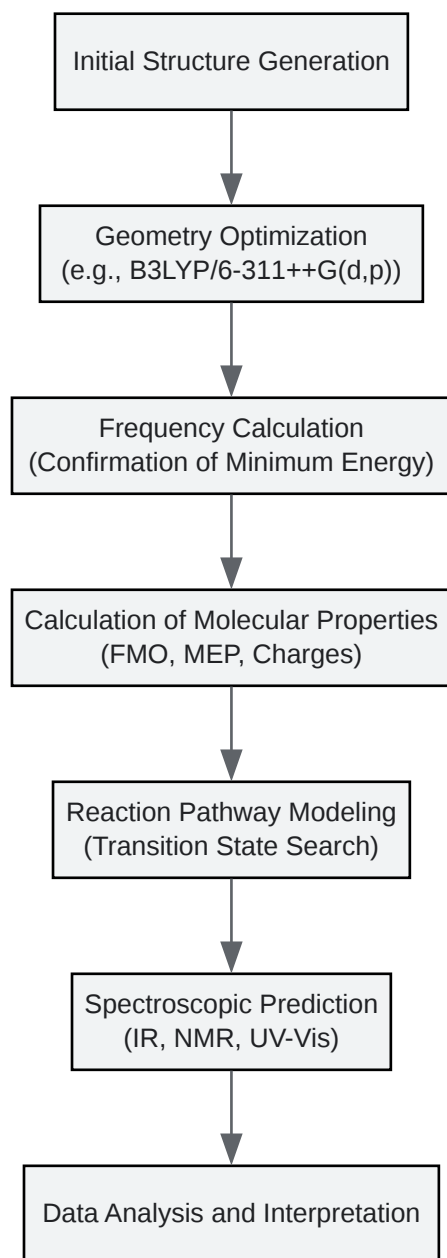 Initial Structure Generation
Geometry Optimization
(e.g., B3LYP/6-311++G(d,p))
Frequency Calculation
(Confirmation of Minimum Energy)
Calculation of Molecular Properties
(FMO, MEP, Charges)
Reaction Pathway Modeling
(Transition State Search)
Spectroscopic Prediction
(IR, NMR, UV-Vis)
Data Analysis and Interpretation